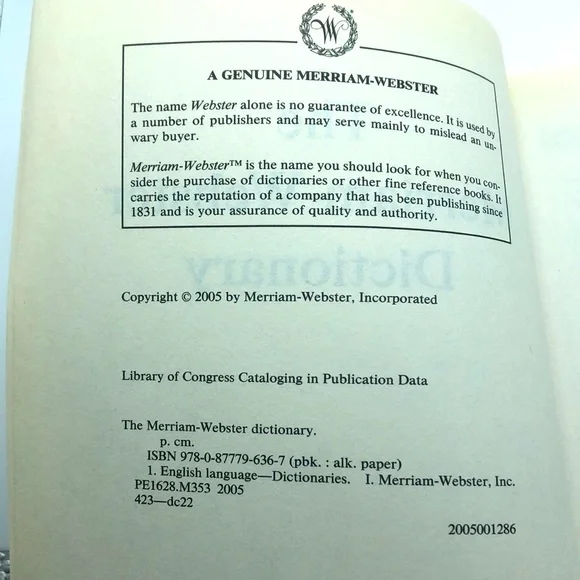 W
A GENUINE MERRIAM-WEBSTER
The name Webster alone is no guarantee of excellence. It is used by
a number of publishers and may serve mainly to mislead an un-
wary buyer.
Merriam-Webster™ is the name you should look for when you con-
sider the purchase of dictionaries or other fine reference books. It
carries the reputation of a company that has been publishing since
1831 and is your assurance of quality and authority.
Dictionary
Copyright © 2005 by Merriam-Webster, Incorporated
Library of Congress Cataloging in Publication Data
The Merriam-Webster dictionary.
p. cm.
ISBN 978-0-87779-636-7 (pbk. : alk. paper)
1. English language—Dictionaries. I. Merriam-Webster, Inc.
PE1628.M353 2005
423—dc22
2005001286